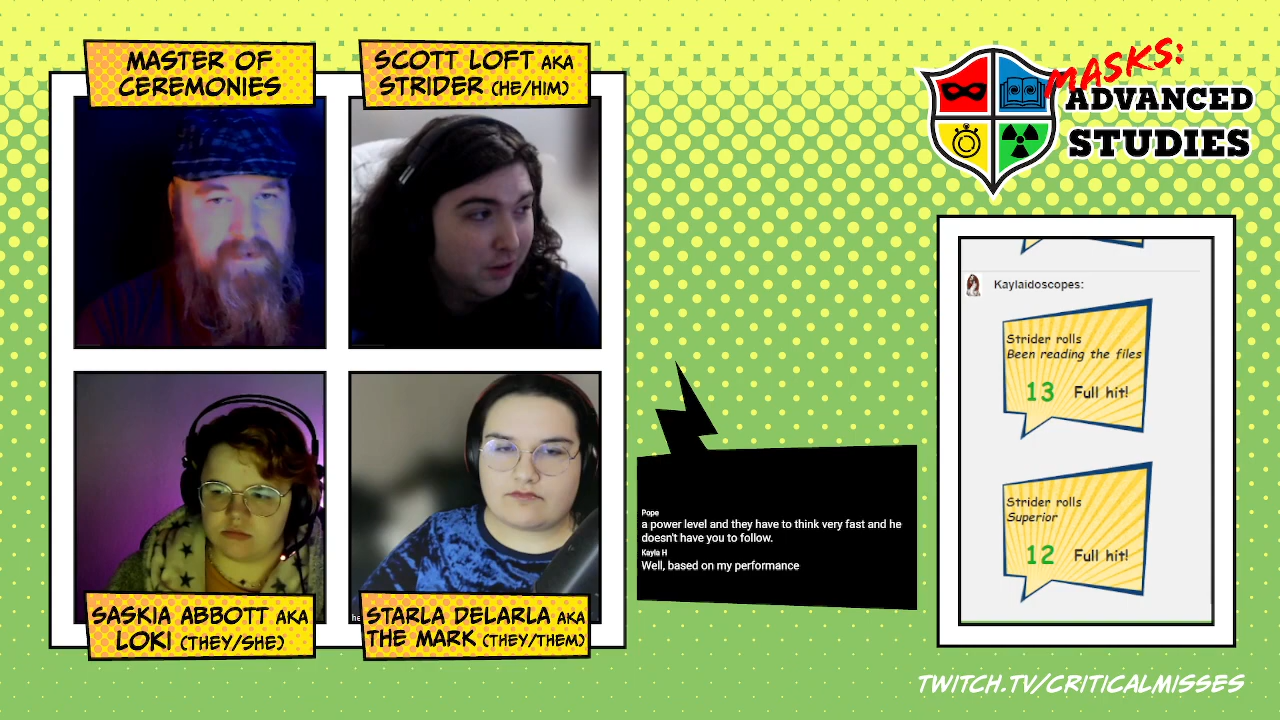 MASTER OF
CEREMONIES
SCOTT LOFT AKA
STRIDER (HE/HIM)
SASKIA ABBOTT AKA
LOKI (THEY/SHE)
he
STARLA DELARLA AKA
THE MARK (THEY/THEM)
Pope
a power level and they have to think very fast and he
doesn't have you to follow.
Kayla H
Well, based on my performance
MASKS:
ADVANCED
STUDIES
Kaylaidoscopes:
Strider rolls
Been reading the files
13 Full hit!
Strider rolls
Superior
12 Full hit!
TWITCH.TV/CRITICALMISSES